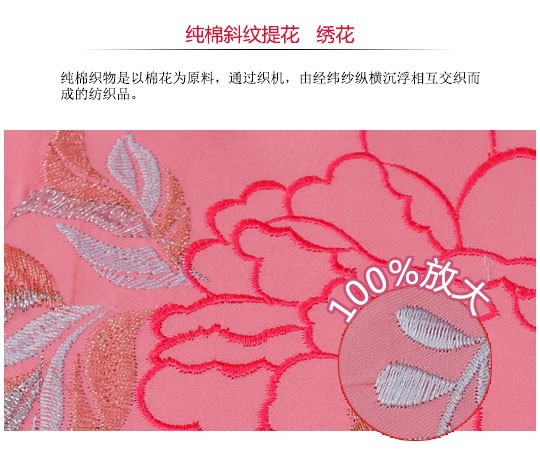 纯棉斜纹提花 绣花
纯棉织物是以棉花为原料，通过织机，由经纬纱纵横沉浮相互交织而
成的纺织品。
100%放大